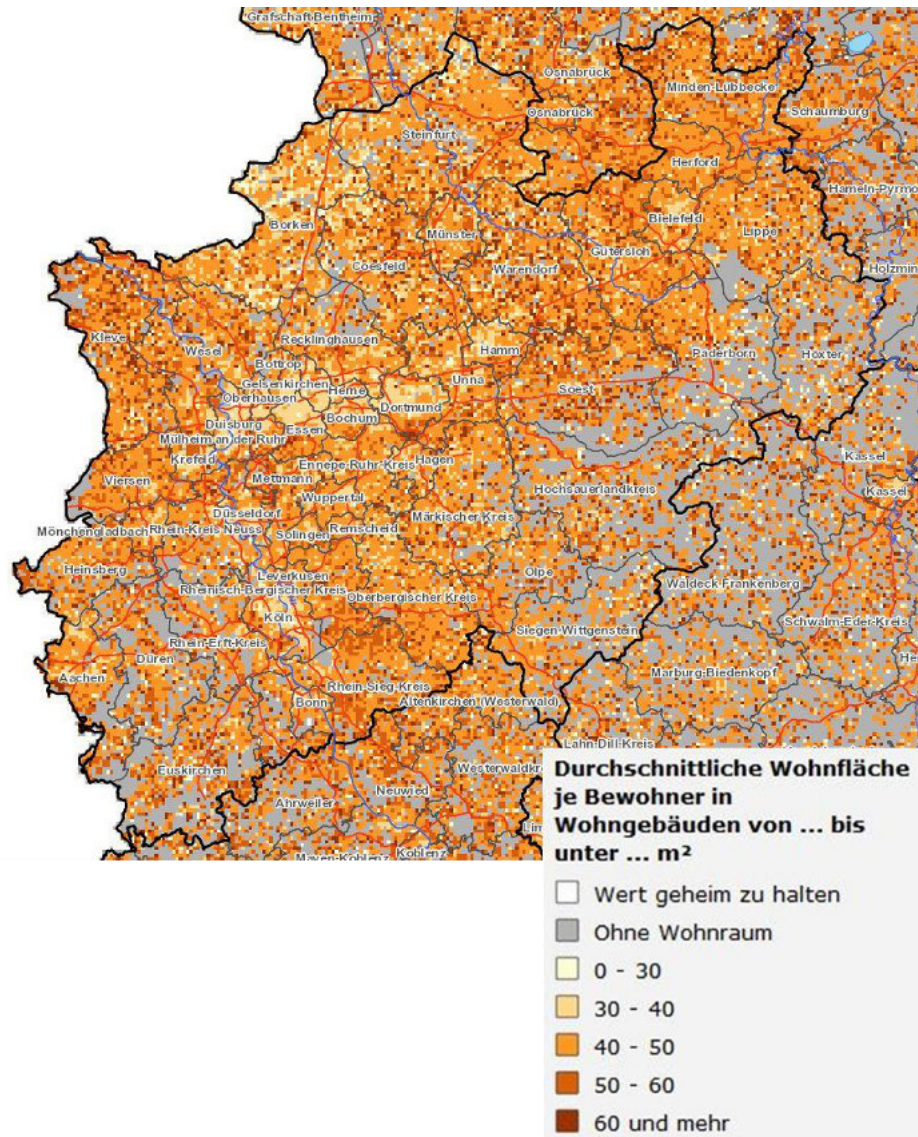 Grafschaft Bentheim
Osnabrück
Minden-Lübbecke
Osnabrück
Schaumburg
Steinfurt
Herford
Hameln-Pyrmo
Borken
Bielefeld
Münster
Lippe
Gütersloh
Coesfeld
Warendorf
Holzmin
Kleve
Recklinghausen
Wesel
Hamm
Bottrop
Paderborn
Höxter
Gelsenkirchen
Unna
Herne
Soest
Oberhausen
Dortmund
Bochum
Duisburg
Essen
Mülheim an der Ruhr
Krefeld
Hagen
Ennepe-Ruhr-Kreis
Kassel
Viersen
Mettmann
Hochsauerlandkreis
Kassel
Wuppertal
Düsseldorf
Märkischer Kreis
Mönchengladbach
Rhein-Kreis Neuss
Remscheid
Solingen
Heinsberg
Olpe
Leverkusen
Waldeck-Frankenberg
Rheinisch-Bergischer Kreis
Oberbergischer Kreis
Köln
Schwalm-Eder-Kreis
Siegen-Wittgenstein
Rhein-Erft-Kreis
Düren
He
Marburg-Biedenkopf
Aachen
Rhein-Sieg-Kreis
Bonn
Altenkirchen (Westerwald)
Lahn-Dill-Kreis
Euskirchen
Westerwaldkre
Neuwied
Ahrweiler
Lim
Mayen-Koblenz
Koblenz
Durchschnittliche Wohnfläche
je Bewohner in
Wohngebäuden von ... bis
unter ... m²
Wert geheim zu halten
Ohne Wohnraum
0 - 30
30 - 40
40 - 50
50 - 60
60 und mehr